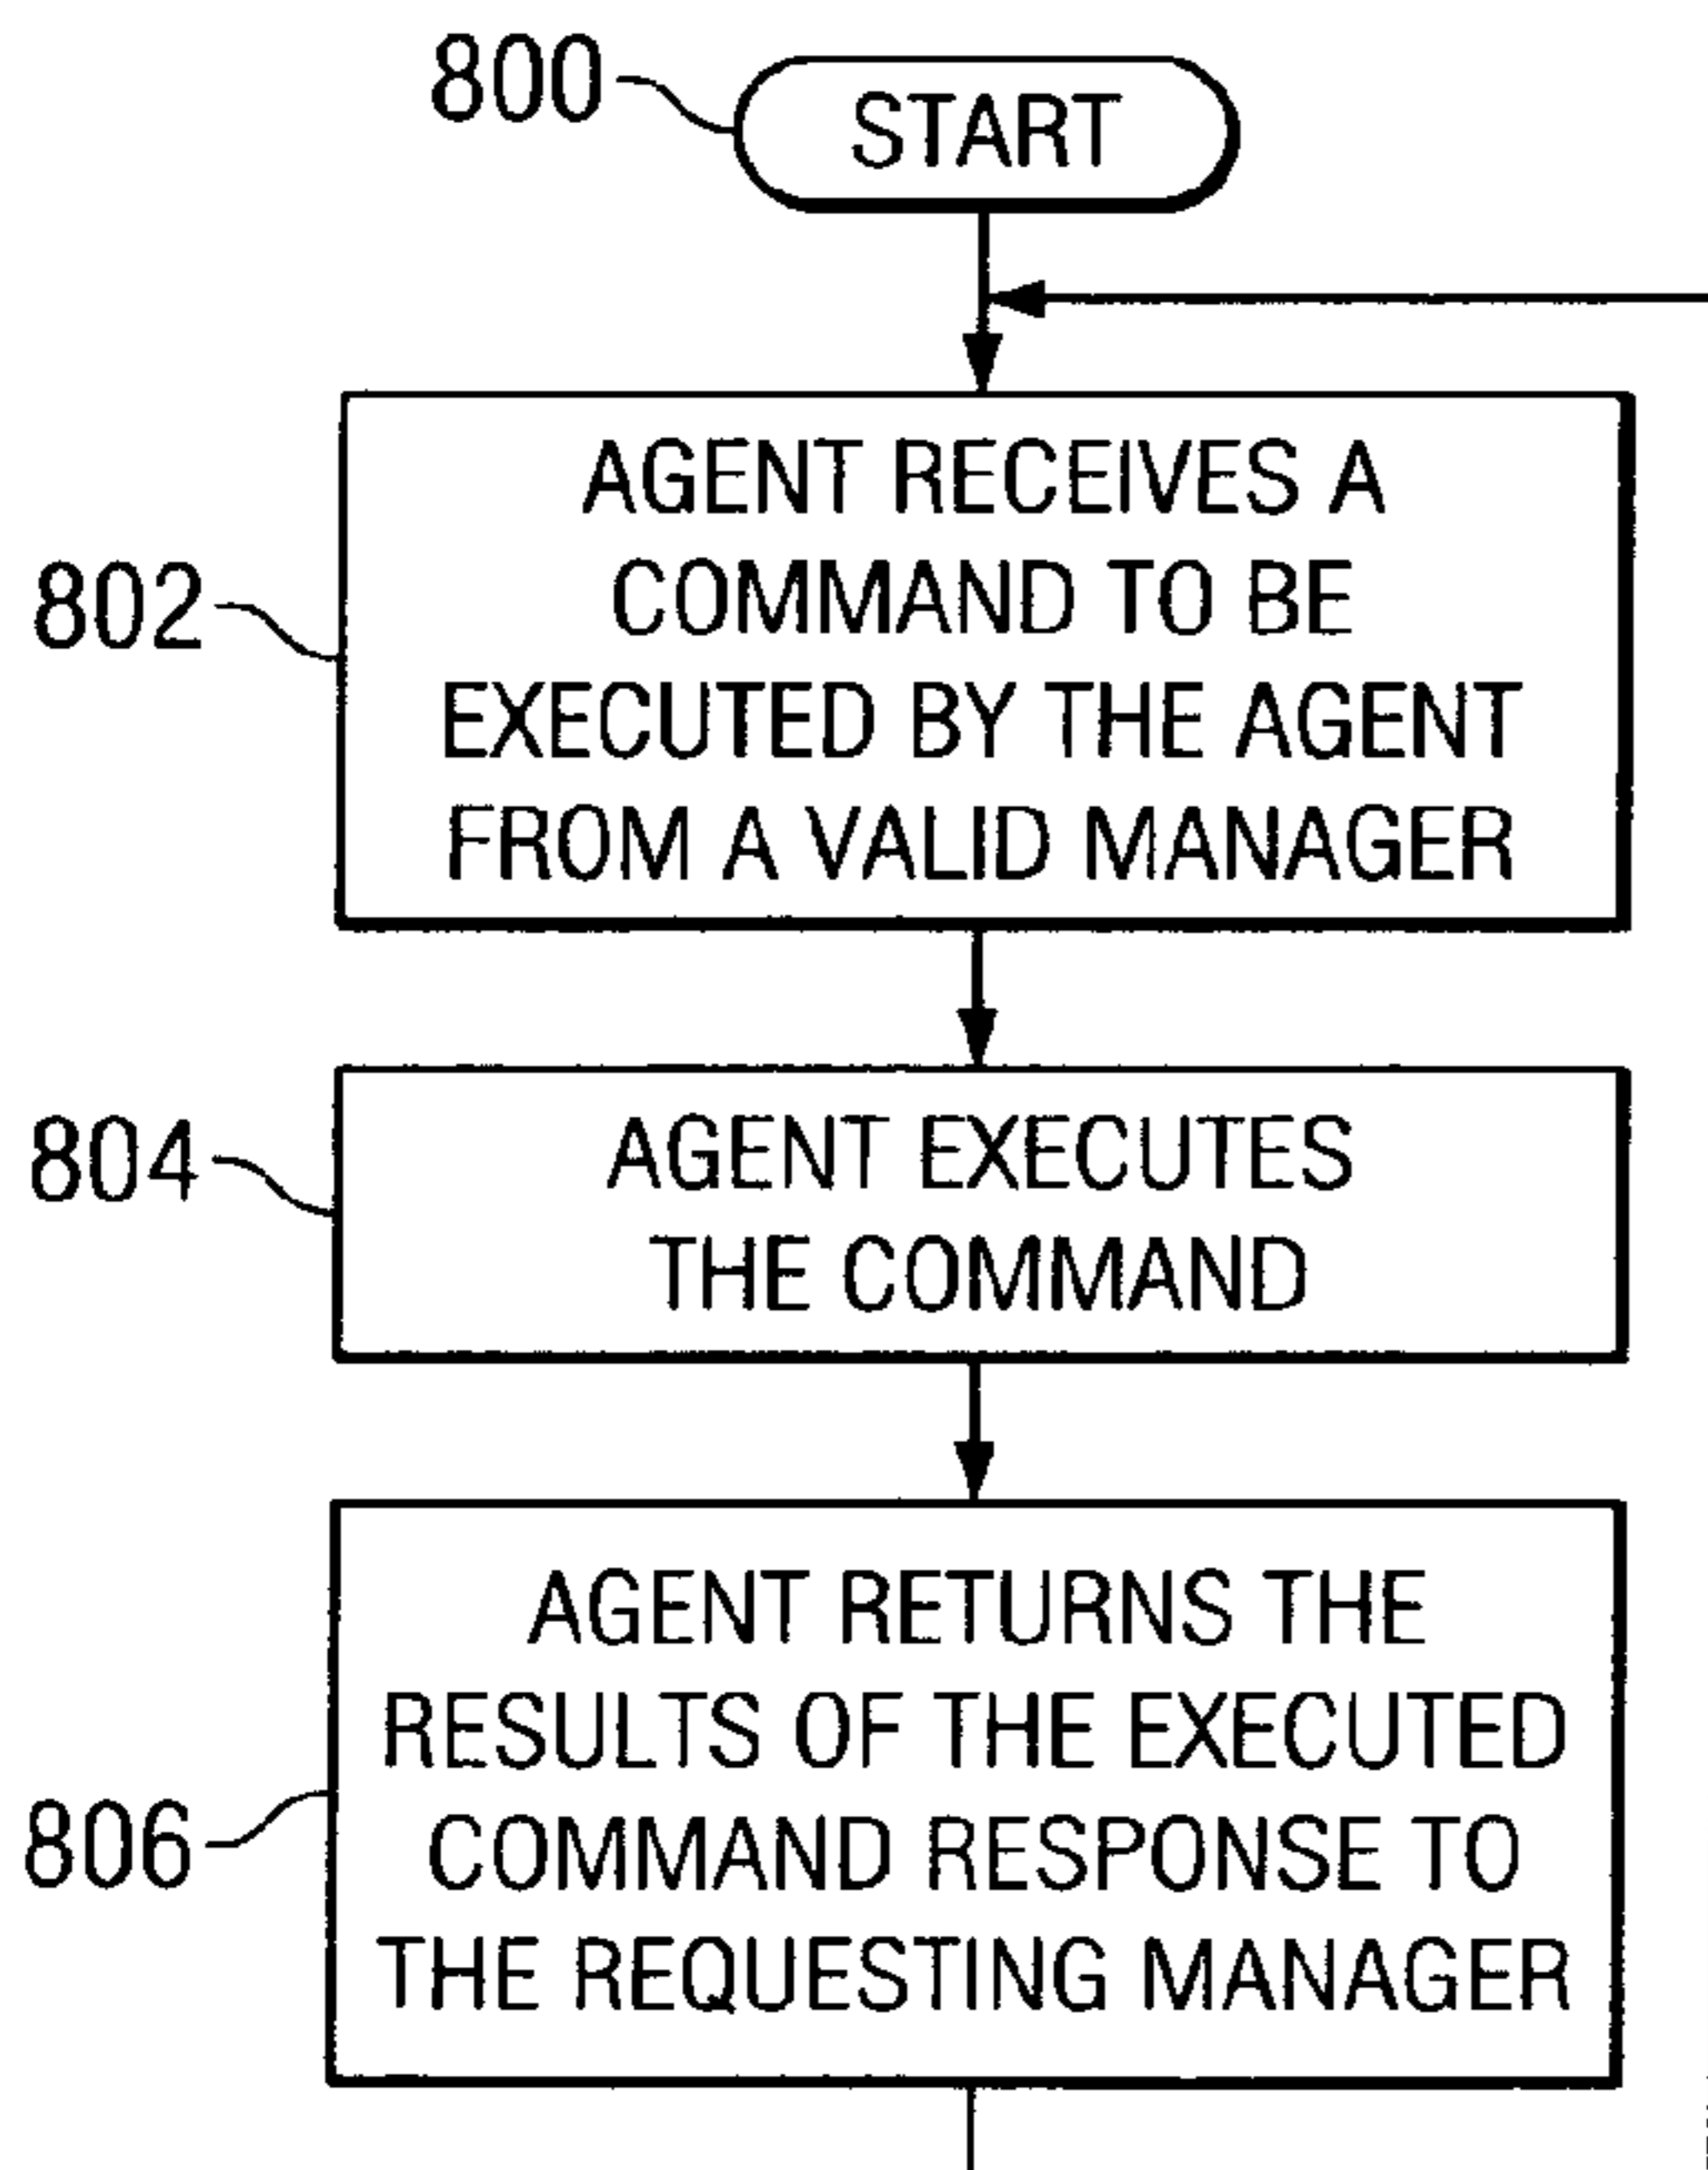 800
START
802
AGENT RECEIVES A
COMMAND TO BE
EXECUTED BY THE AGENT
FROM A VALID MANAGER
804
AGENT EXECUTES
THE COMMAND
806
AGENT RETURNS THE
RESULTS OF THE EXECUTED
COMMAND RESPONSE TO
THE REQUESTING MANAGER